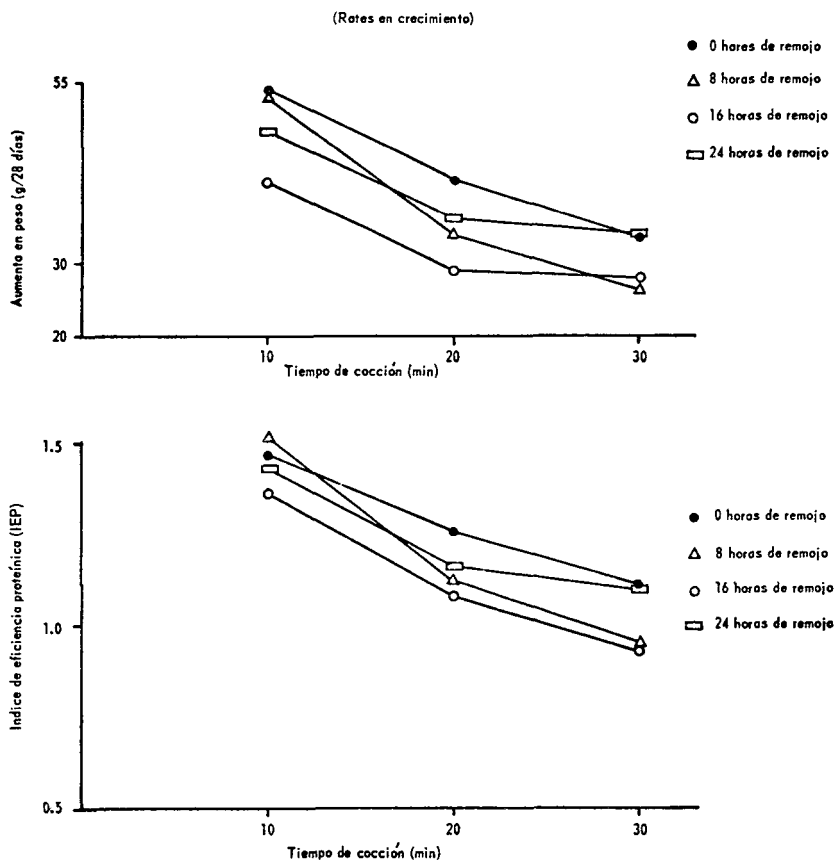 (Rates en crecimiento)
● 0 hares de remojo
△ 8 horas de remojo
○ 16 horas de remojo
▭ 24 horas de remojo
Aumento en peso (g/28 días)
55
30
20
10 20 30
Tiempo de cocción (min)
Indice de eficiencia proteínica (IEP)
1.5
1.0
0.5
● 0 horas de remojo
△ 8 horas de remojo
○ 16 horas de remojo
▭ 24 horas de remojo
10 20 30
Tiempo de cocción (min)